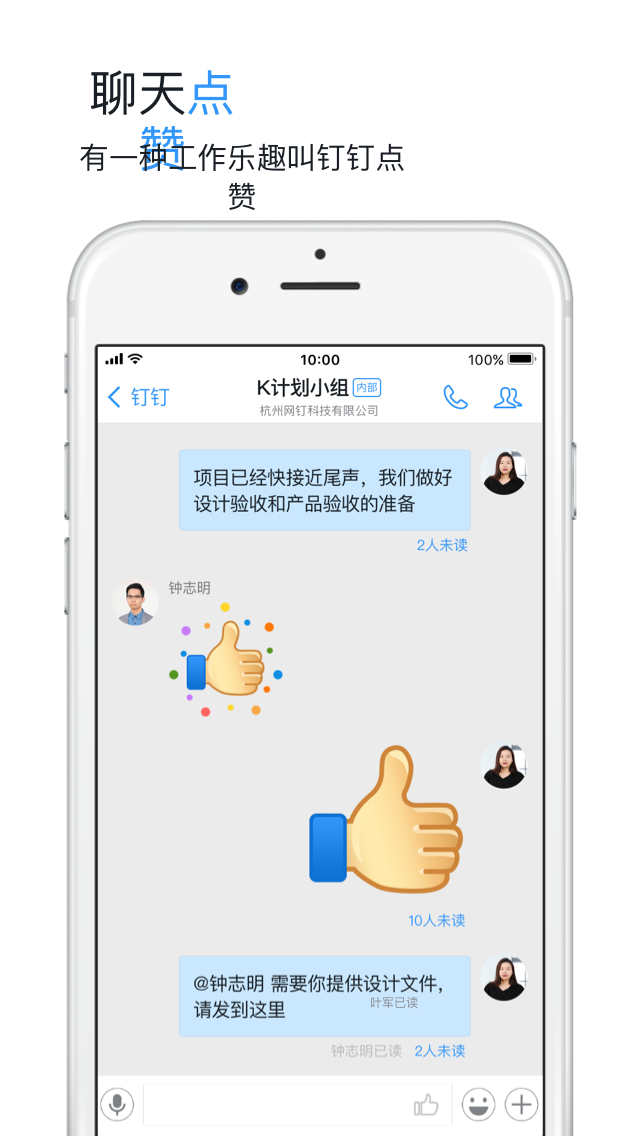 聊天点
赞
有一种工作乐趣叫钉钉点
赞
10:00
100%
钉钉
K计划小组 内部
杭州网钉科技有限公司
项目已经快接近尾声，我们做好
设计验收和产品验收的准备
2人未读
钟志明
10人未读
@钟志明 需要你提供设计文件，
请发到这里
叶军已读
钟志明已读 2人未读